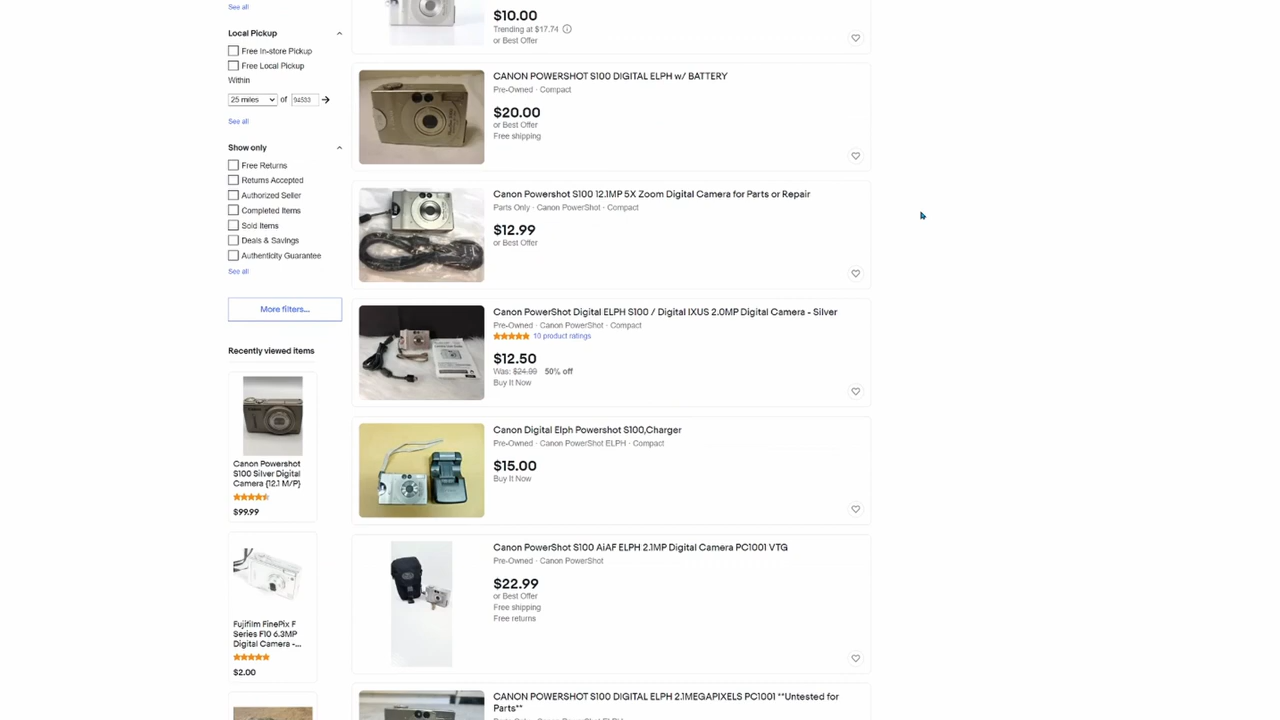 See all
Local Pickup
Free In-store Pickup
Free Local Pickup
Within
25 miles of 94533
See all
Show only
Free Returns
Returns Accepted
Authorized Seller
Completed Items
Sold Items
Deals & Savings
Authenticity Guarantee
See all
More filters...
Recently viewed items
Canon Powershot
S100 Silver Digital
Camera {12.1 M/P}
$99.99
Fujifilm FinePix F
Series F10 6.3MP
Digital Camera -...
$2.00
$10.00
Trending at $17.74
or Best Offer
CANON POWERSHOT S100 DIGITAL ELPH w/ BATTERY
Pre-Owned · Compact
$20.00
or Best Offer
Free shipping
Canon Powershot S100 12.1MP 5X Zoom Digital Camera for Parts or Repair
Parts Only · Canon PowerShot · Compact
$12.99
or Best Offer
Canon PowerShot Digital ELPH S100 / Digital IXUS 2.0MP Digital Camera - Silver
Pre-Owned · Canon PowerShot · Compact
10 product ratings
$12.50
Was: $24.99 50% off
Buy It Now
Canon Digital Elph Powershot S100,Charger
Pre-Owned · Canon PowerShot ELPH · Compact
$15.00
Buy It Now
Canon PowerShot S100 AiAF ELPH 2.1MP Digital Camera PC1001 VTG
Pre-Owned · Canon PowerShot
$22.99
or Best Offer
Free shipping
Free returns
CANON POWERSHOT S100 DIGITAL ELPH 2.1MEGAPIXELS PC1001 **Untested for
Parts**
Parts Only · Canon PowerShot ELPH